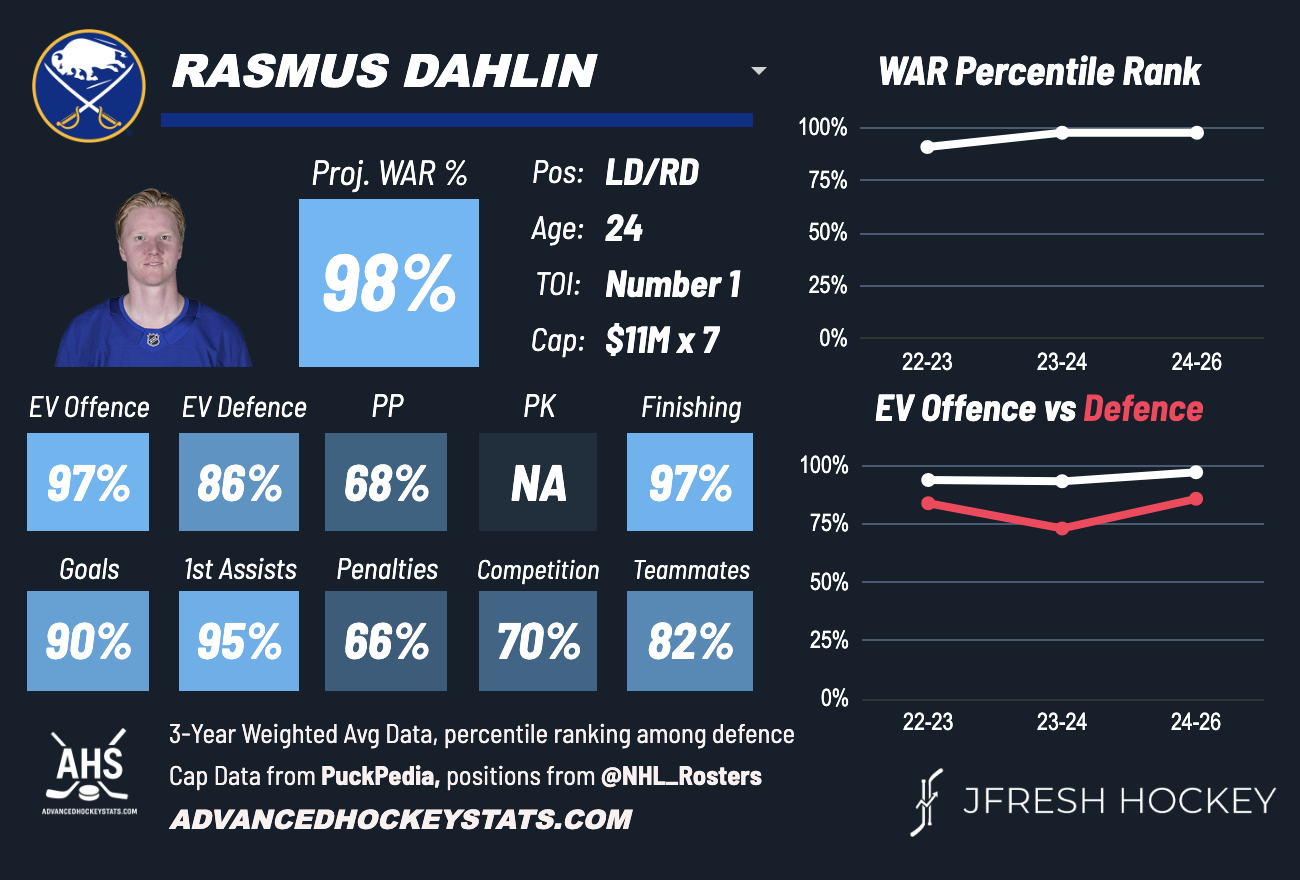 RASMUS DAHLIN
Proj. WAR %
98%
Pos: LD/RD
Age: 24
TOI: Number 1
Cap: $11M x 7
EV Offence EV Defence PP PK Finishing
97% 86% 68% NA 97%
Goals 1st Assists Penalties Competition Teammates
90% 95% 66% 70% 82%
WAR Percentile Rank
100%
75%
50%
25%
0%
22-23 23-24 24-26
EV Offence vs Defence
100%
75%
50%
25%
0%
22-23 23-24 24-26
AHS
ADVANCEDHOCKEYSTATS.COM
3-Year Weighted Avg Data, percentile ranking among defence
Cap Data from PuckPedia, positions from @NHL_Rosters
ADVANCEDHOCKEYSTATS.COM
JFRESH HOCKEY